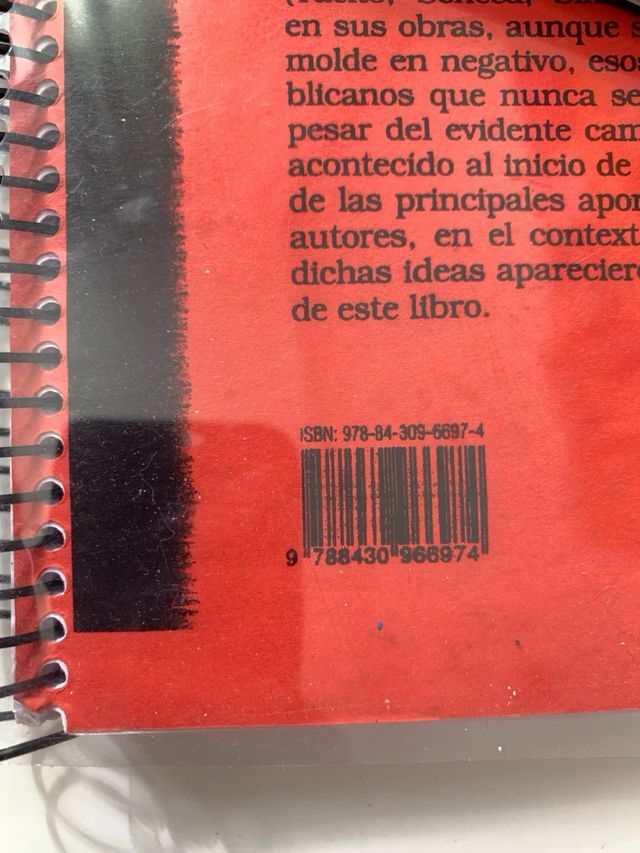 en sus obras, aunque s
molde en negativo, esos
blicanos que nunca se
pesar del evidente cam
acontecido al inicio de
de las principales apor
autores, en el context
dichas ideas aparecier
de este libro.
ISBN: 978-84-309-6697-4
9 788430 966974